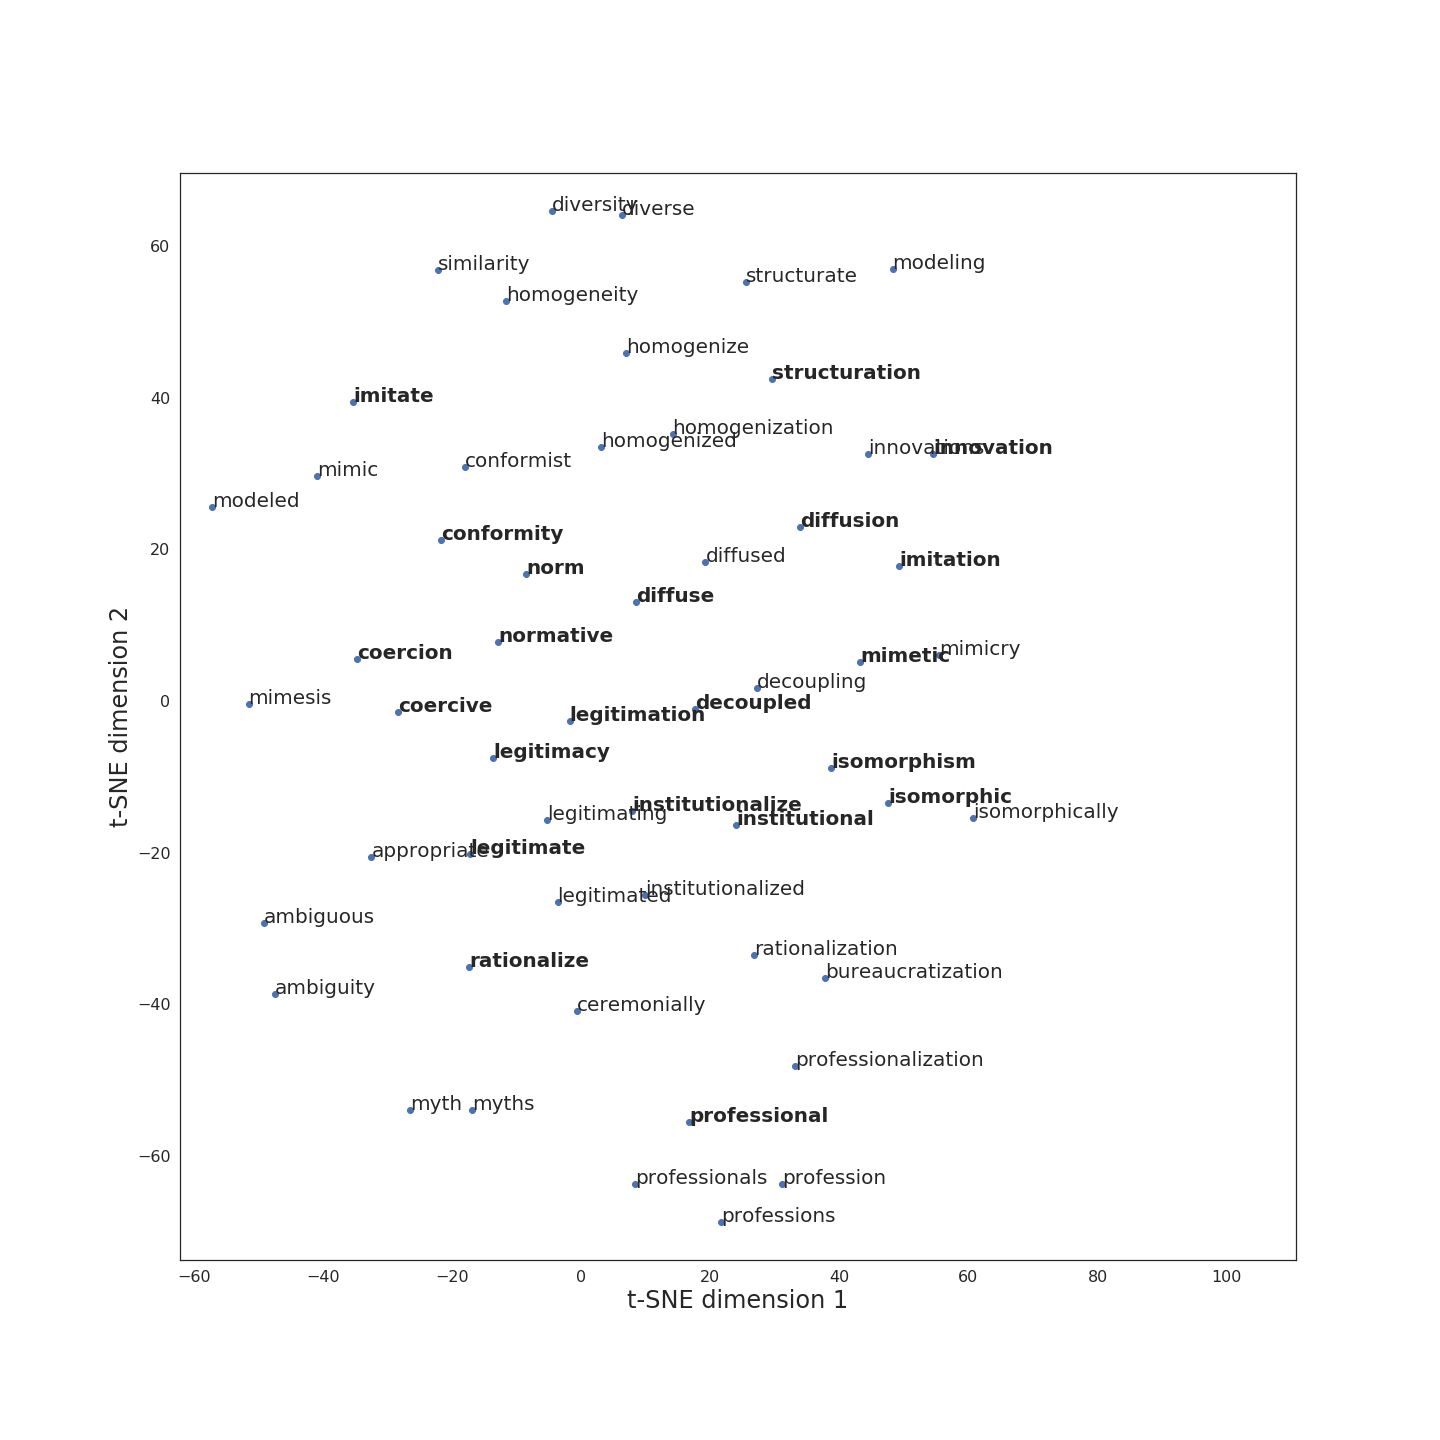 diversity
diverse
similarity
modeling
structurate
homogeneity
homogenize
structuration
imitate
homogenization
homogenized
innovations
innovation
conformist
mimic
modeled
diffusion
conformity
diffused
imitation
norm
diffuse
normative
mimicry
coercion
mimetic
decoupling
mimesis
decoupled
coercive
legitimation
legitimacy
isomorphism
isomorphic
institutionalize
isomorphically
legitimating
institutional
legitimate
appropriate
institutionalized
legitimated
ambiguous
rationalization
rationalize
bureaucratization
ambiguity
ceremonially
professionalization
myth
myths
professional
professionals
profession
professions
60
40
20
0
−20
−40
−60
t-SNE dimension 2
−60 −40 −20 0 20 40 60 80 100
t-SNE dimension 1